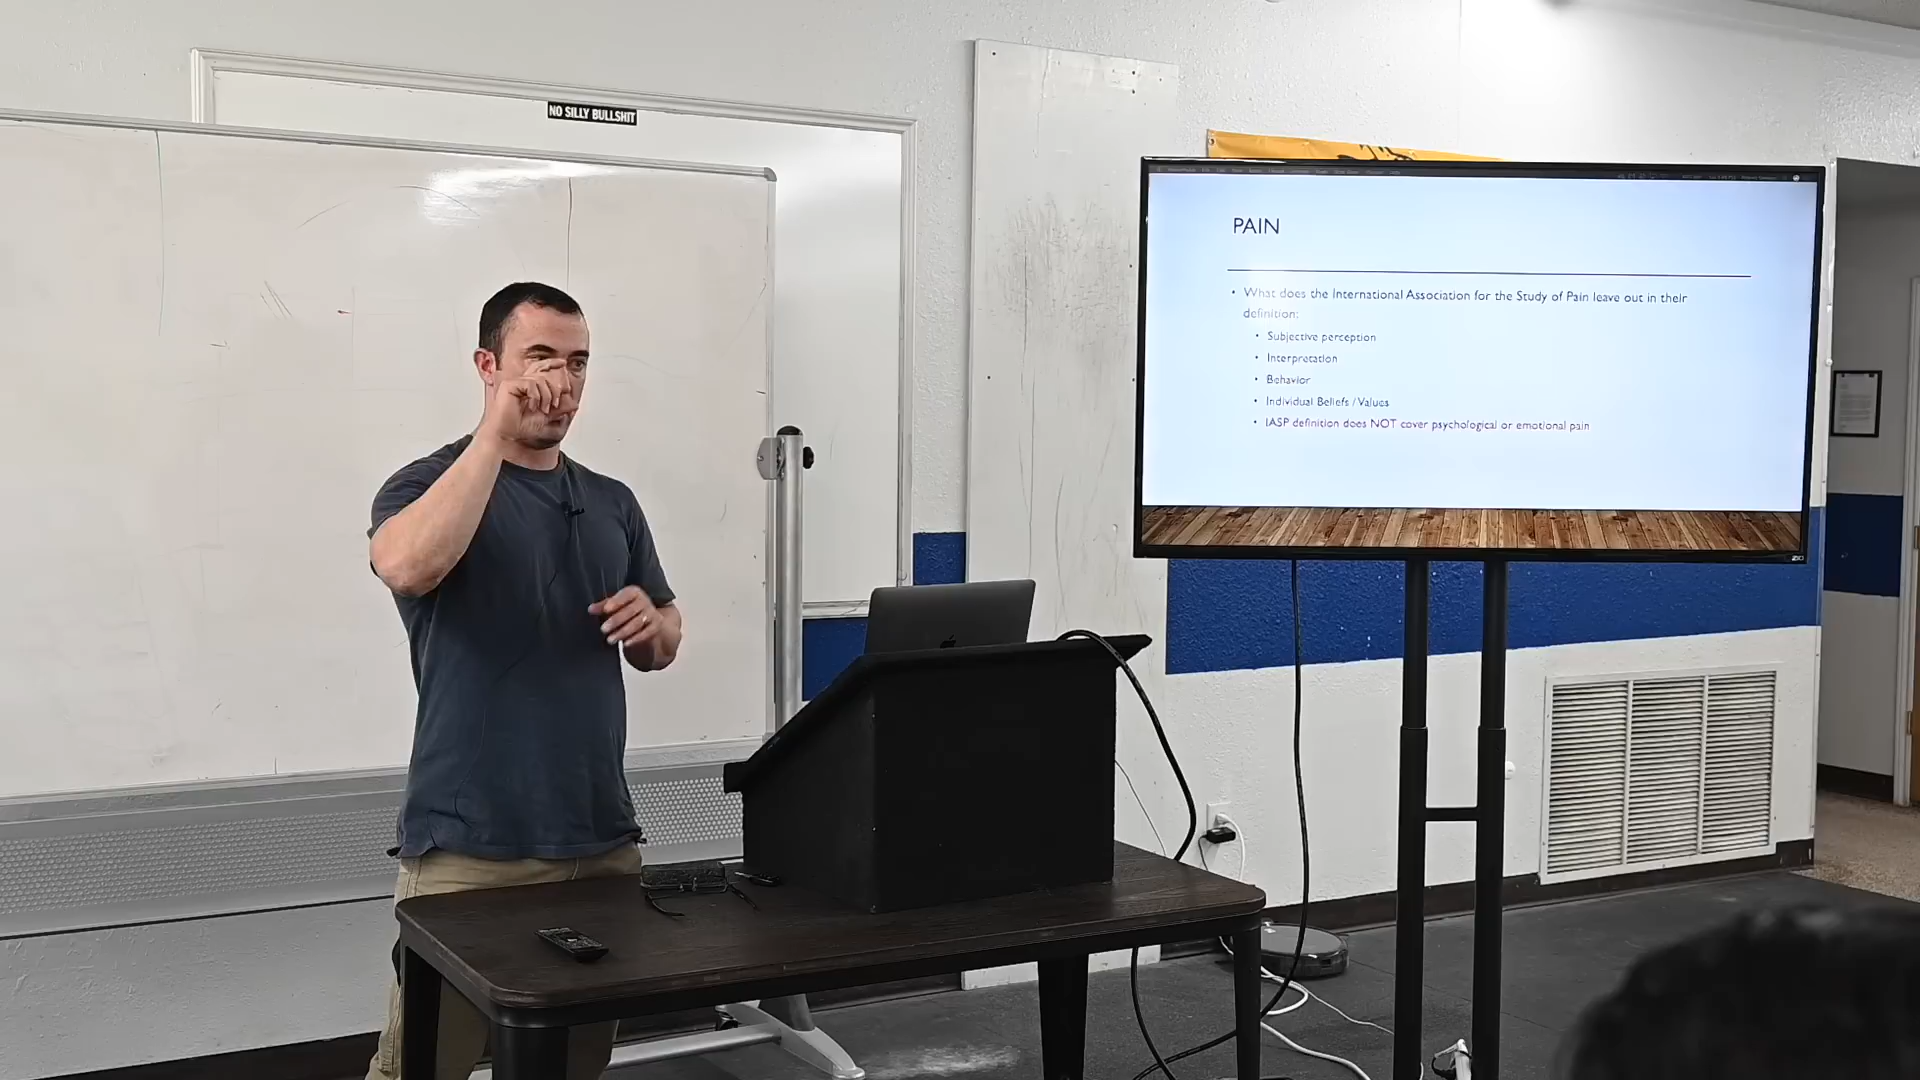 NO SILLY BULLSHIT
PAIN
• What does the International Association for the Study of Pain leave out in their
definition:
• Subjective perception
• Interpretation
• Behavior
• Individual Beliefs / Values
• IASP definition does NOT cover psychological or emotional pain